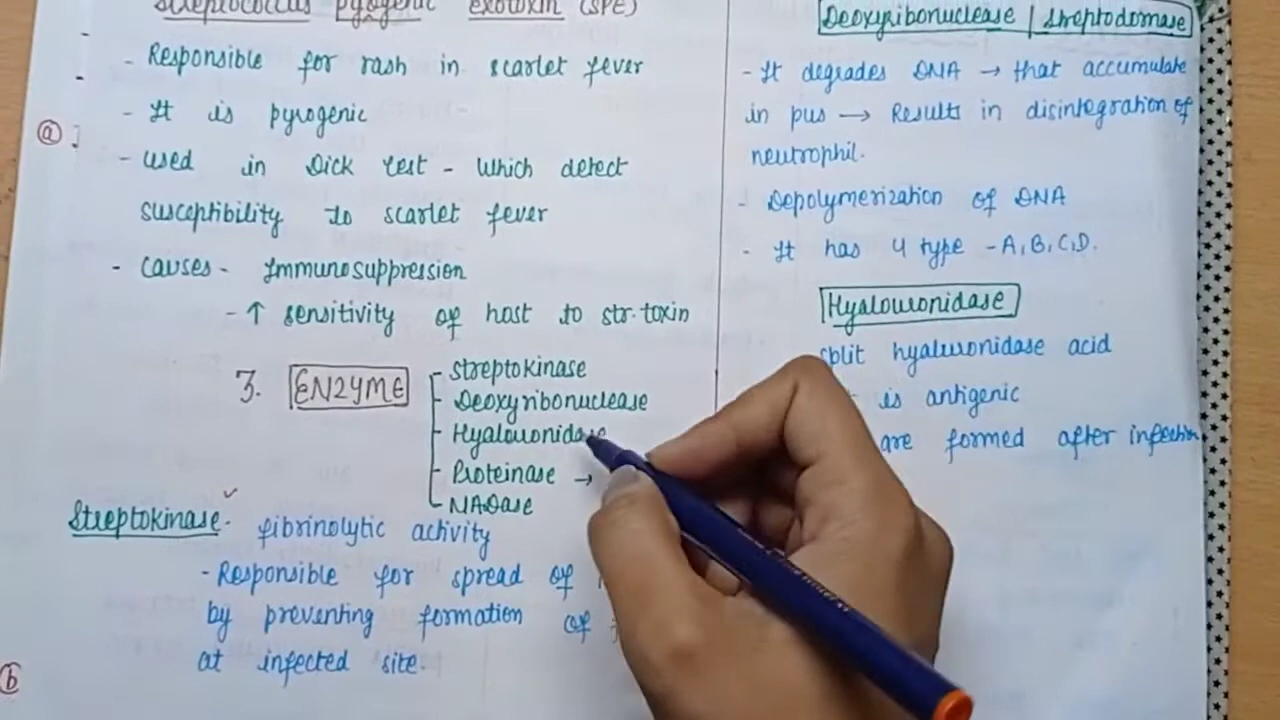 Streptococcus pyogenic exotoxin (SPE)
- Responsible for rash in scarlet fever
- It is pyrogenic
- used in Dick test - which detect
susceptibility to scarlet fever
- causes - Immunosuppression
- ↑ sensitivity of host to str. toxin
3. ENZYME
- streptokinase
- Deoxyribonuclease
- Hyalouronidase
- Proteinase →
- NADase
Streptokinase - fibrinolytic activity
- Responsible for spread of
by preventing formation of
at infected site.
Deoxyribonuclease / streptodornase
- It degrades DNA → that accumulate
in pus → Results in disintegration of
neutrophil.
- Depolymerization of DNA
- It has 4 type - A, B, C, D.
Hyalouronidase
split hyaluronidase acid
is antigenic
are formed after infection
a
b